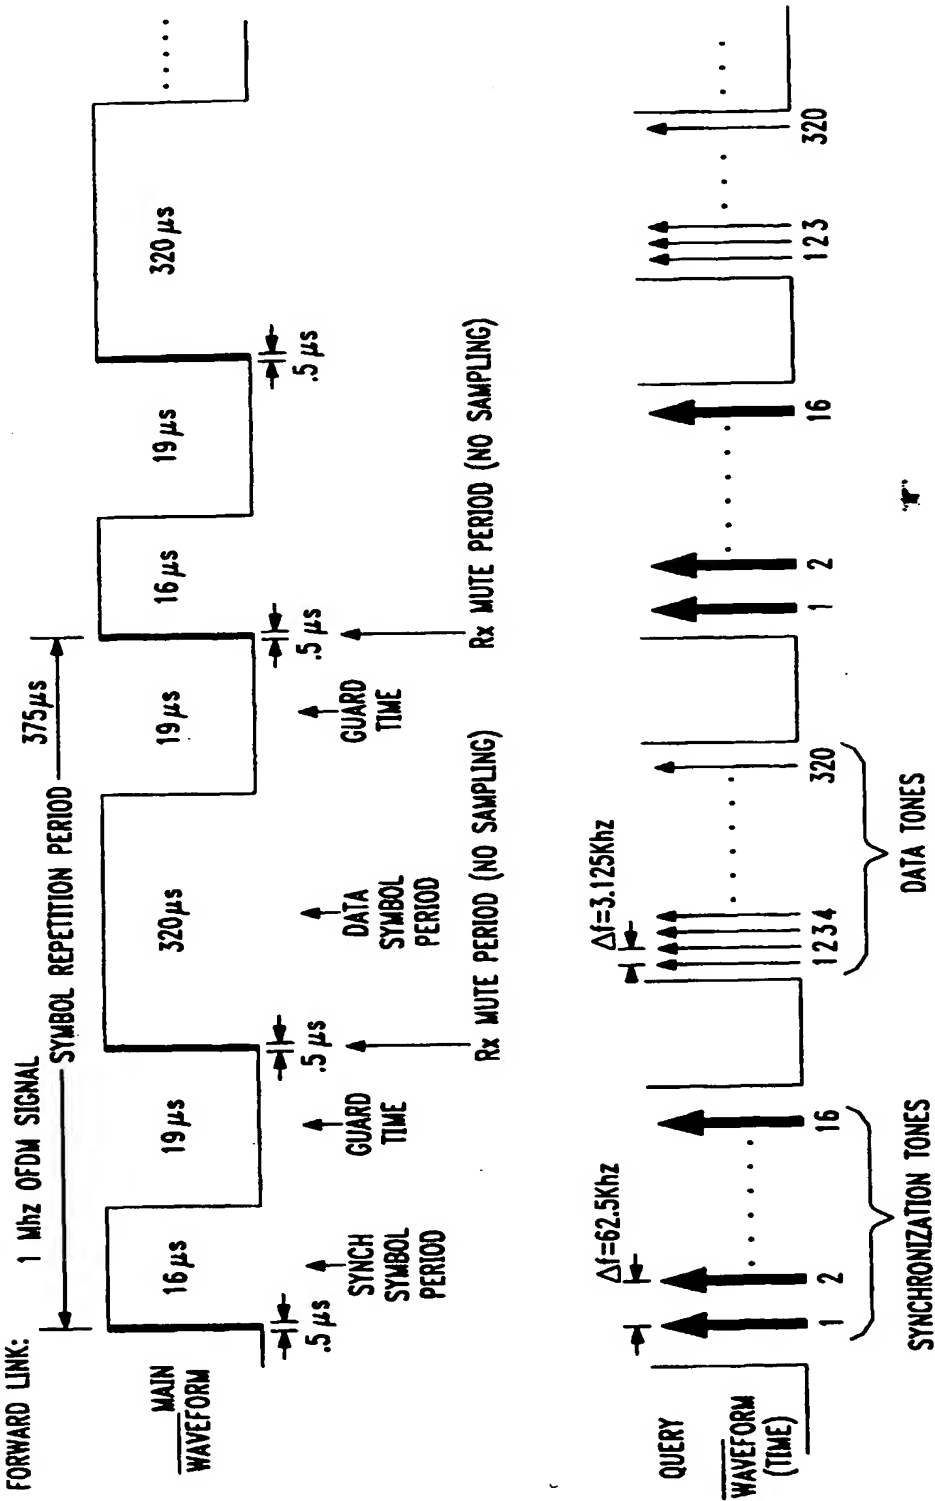 FORWARD LINK:
1 Mhz OFDM SIGNAL
SYMBOL REPETITION PERIOD
375µs
MAIN
WAVEFORM
16µs
19µs
320µs
19µs
16µs
19µs
320µs
.5 µs
.5 µs
.5 µs
.5 µs
SYNCH
SYMBOL
PERIOD
GUARD
TIME
DATA
SYMBOL
PERIOD
GUARD
TIME
Rx MUTE PERIOD (NO SAMPLING)
Rx MUTE PERIOD (NO SAMPLING)
QUERY
WAVEFORM
(TIME)
Δf=62.5Khz
Δf=3.125Khz
1 2 16
1234 320
1 2 16
123 320
SYNCHRONIZATION TONES
DATA TONES